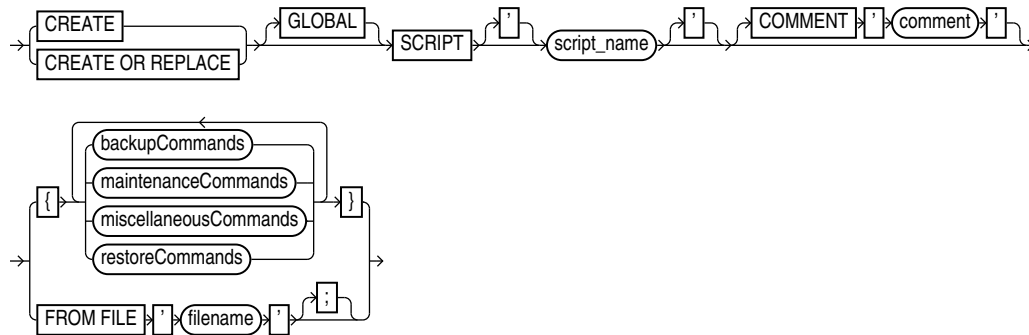 CREATE
CREATE OR REPLACE
GLOBAL
SCRIPT
'
script_name
'
COMMENT
'
comment
'
{
backupCommands
maintenanceCommands
miscellaneousCommands
restoreCommands
}
FROM FILE
'
filename
'
;